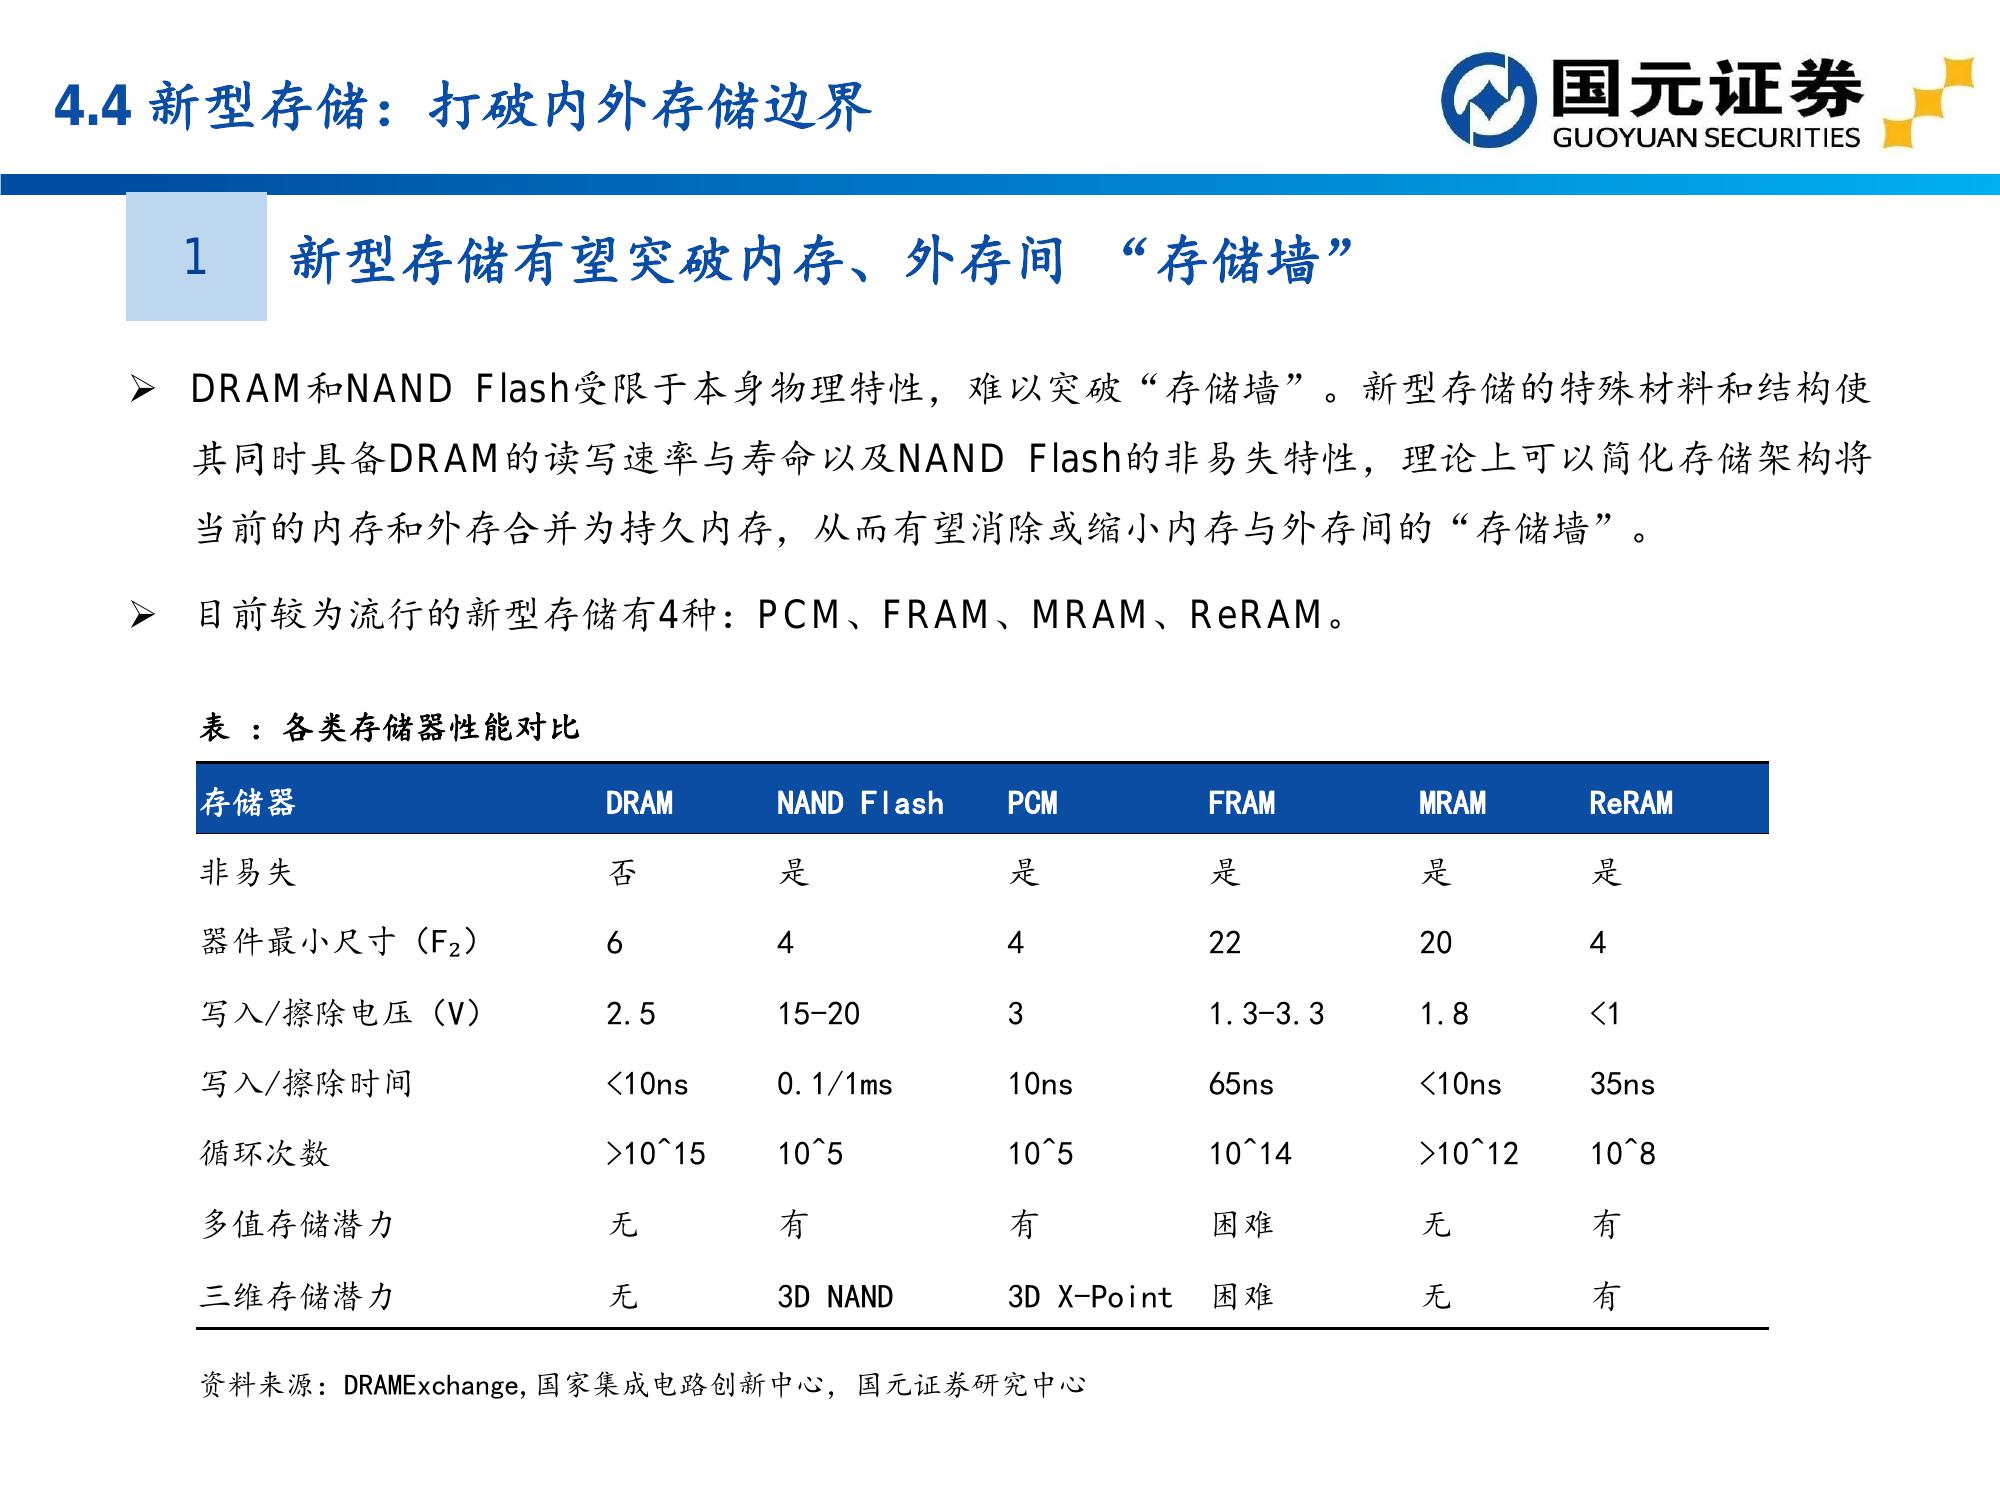 4.4 新型存储：打破内外存储边界
国元证券
GUOYUAN SECURITIES
1
新型存储有望突破内存、外存间 “存储墙”
➢ DRAM和NAND Flash受限于本身物理特性，难以突破“存储墙”。新型存储的特殊材料和结构使
其同时具备DRAM的读写速率与寿命以及NAND Flash的非易失特性，理论上可以简化存储架构将
当前的内存和外存合并为持久内存，从而有望消除或缩小内存与外存间的“存储墙”。
➢ 目前较为流行的新型存储有4种：PCM、FRAM、MRAM、ReRAM。
表 ：各类存储器性能对比
存储器 DRAM NAND Flash PCM FRAM MRAM ReRAM
非易失 否 是 是 是 是 是
器件最小尺寸（F₂） 6 4 4 22 20 4
写入/擦除电压（V） 2.5 15-20 3 1.3-3.3 1.8 <1
写入/擦除时间 <10ns 0.1/1ms 10ns 65ns <10ns 35ns
循环次数 >10^15 10^5 10^5 10^14 >10^12 10^8
多值存储潜力 无 有 有 困难 无 有
三维存储潜力 无 3D NAND 3D X-Point 困难 无 有
资料来源：DRAMExchange,国家集成电路创新中心，国元证券研究中心